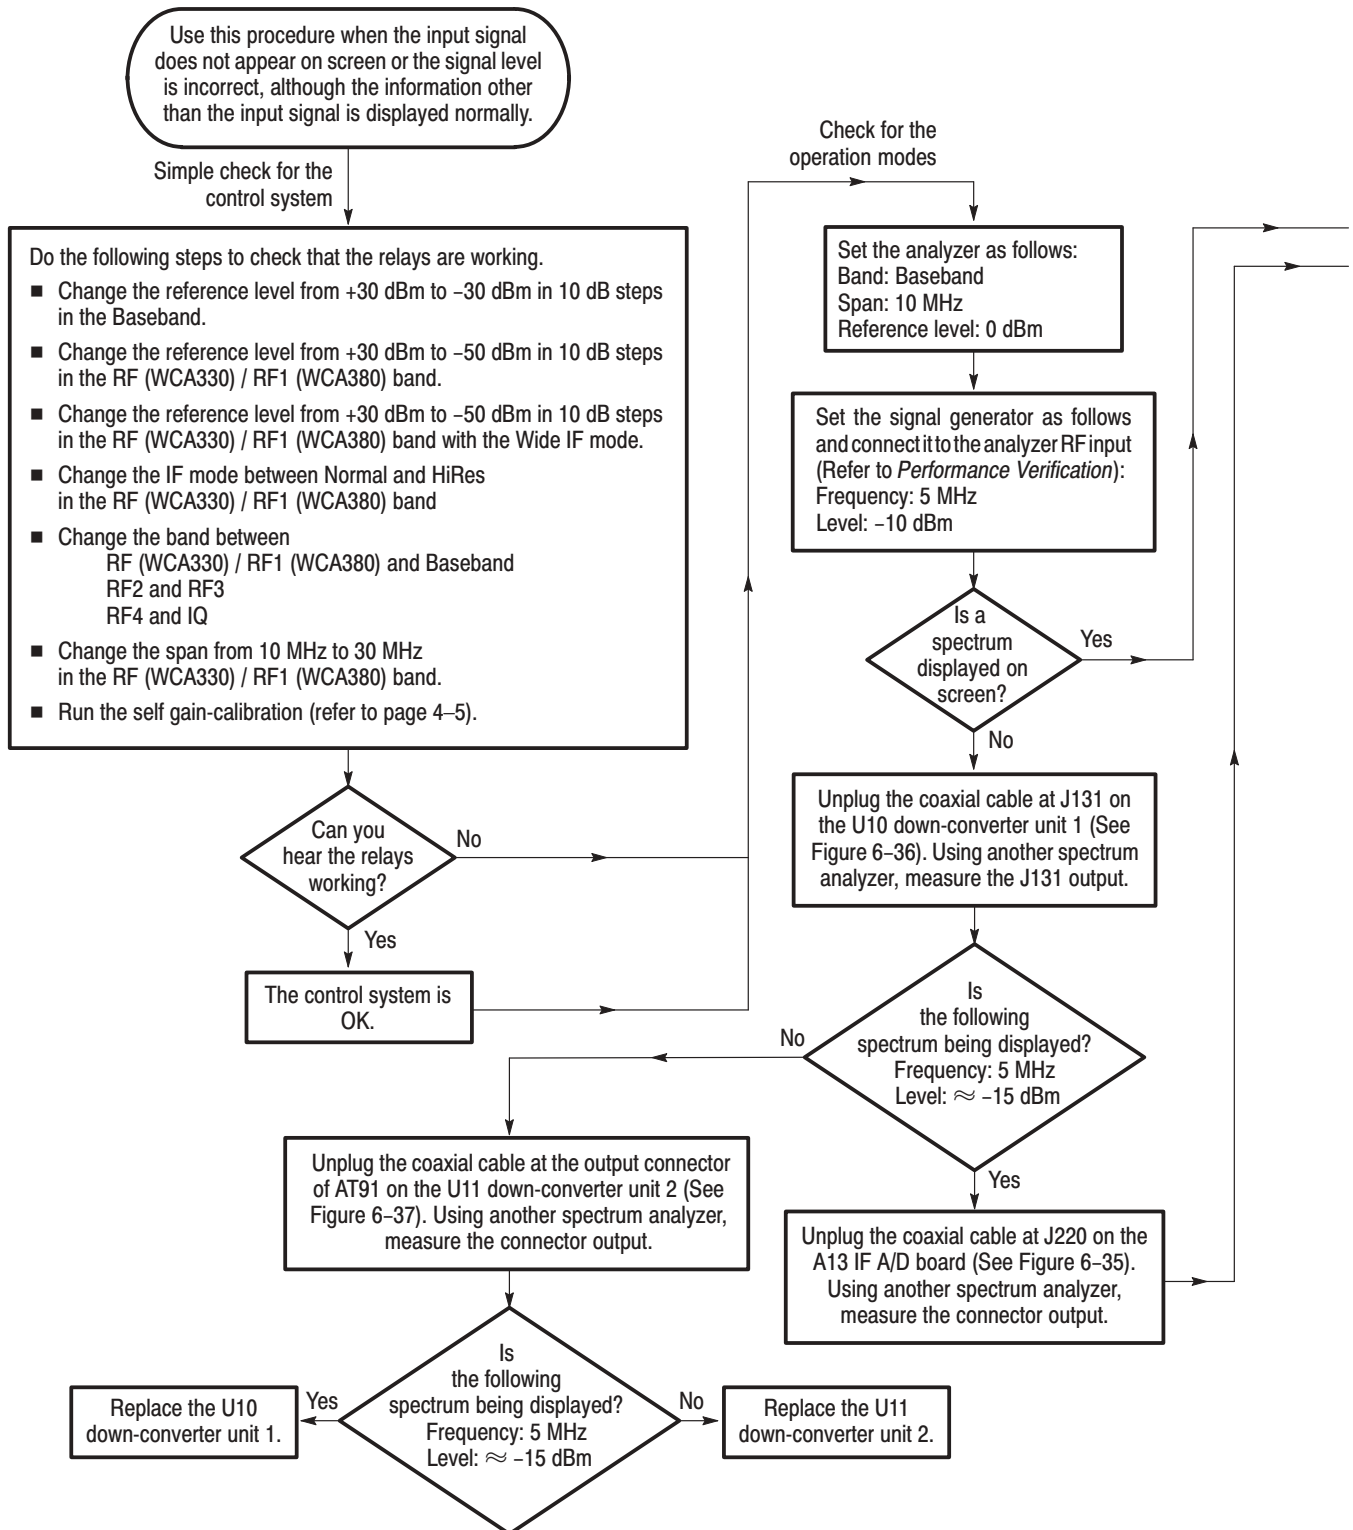 Use this procedure when the input signal
does not appear on screen or the signal level
is incorrect, although the information other
than the input signal is displayed normally.
Simple check for the
control system
Do the following steps to check that the relays are working.
■ Change the reference level from +30 dBm to –30 dBm in 10 dB steps
in the Baseband.
■ Change the reference level from +30 dBm to –50 dBm in 10 dB steps
in the RF (WCA330) / RF1 (WCA380) band.
■ Change the reference level from +30 dBm to –50 dBm in 10 dB steps
in the RF (WCA330) / RF1 (WCA380) band with the Wide IF mode.
■ Change the IF mode between Normal and HiRes
in the RF (WCA330) / RF1 (WCA380) band
■ Change the band between
RF (WCA330) / RF1 (WCA380) and Baseband
RF2 and RF3
RF4 and IQ
■ Change the span from 10 MHz to 30 MHz
in the RF (WCA330) / RF1 (WCA380) band.
■ Run the self gain-calibration (refer to page 4–5).
Can you
hear the relays
working?
No
Yes
The control system is
OK.
Check for the
operation modes
Set the analyzer as follows:
Band: Baseband
Span: 10 MHz
Reference level: 0 dBm
Set the signal generator as follows
and connect it to the analyzer RF input
(Refer to Performance Verification):
Frequency: 5 MHz
Level: –10 dBm
Is a
spectrum
displayed on
screen?
Yes
No
Unplug the coaxial cable at J131 on
the U10 down-converter unit 1 (See
Figure 6–36). Using another spectrum
analyzer, measure the J131 output.
Is
the following
spectrum being displayed?
Frequency: 5 MHz
Level: ≈ –15 dBm
No
Yes
Unplug the coaxial cable at J220 on the
A13 IF A/D board (See Figure 6–35).
Using another spectrum analyzer,
measure the connector output.
Unplug the coaxial cable at the output connector
of AT91 on the U11 down-converter unit 2 (See
Figure 6–37). Using another spectrum analyzer,
measure the connector output.
Is
the following
spectrum being displayed?
Frequency: 5 MHz
Level: ≈ –15 dBm
Yes
No
Replace the U10
down-converter unit 1.
Replace the U11
down-converter unit 2.